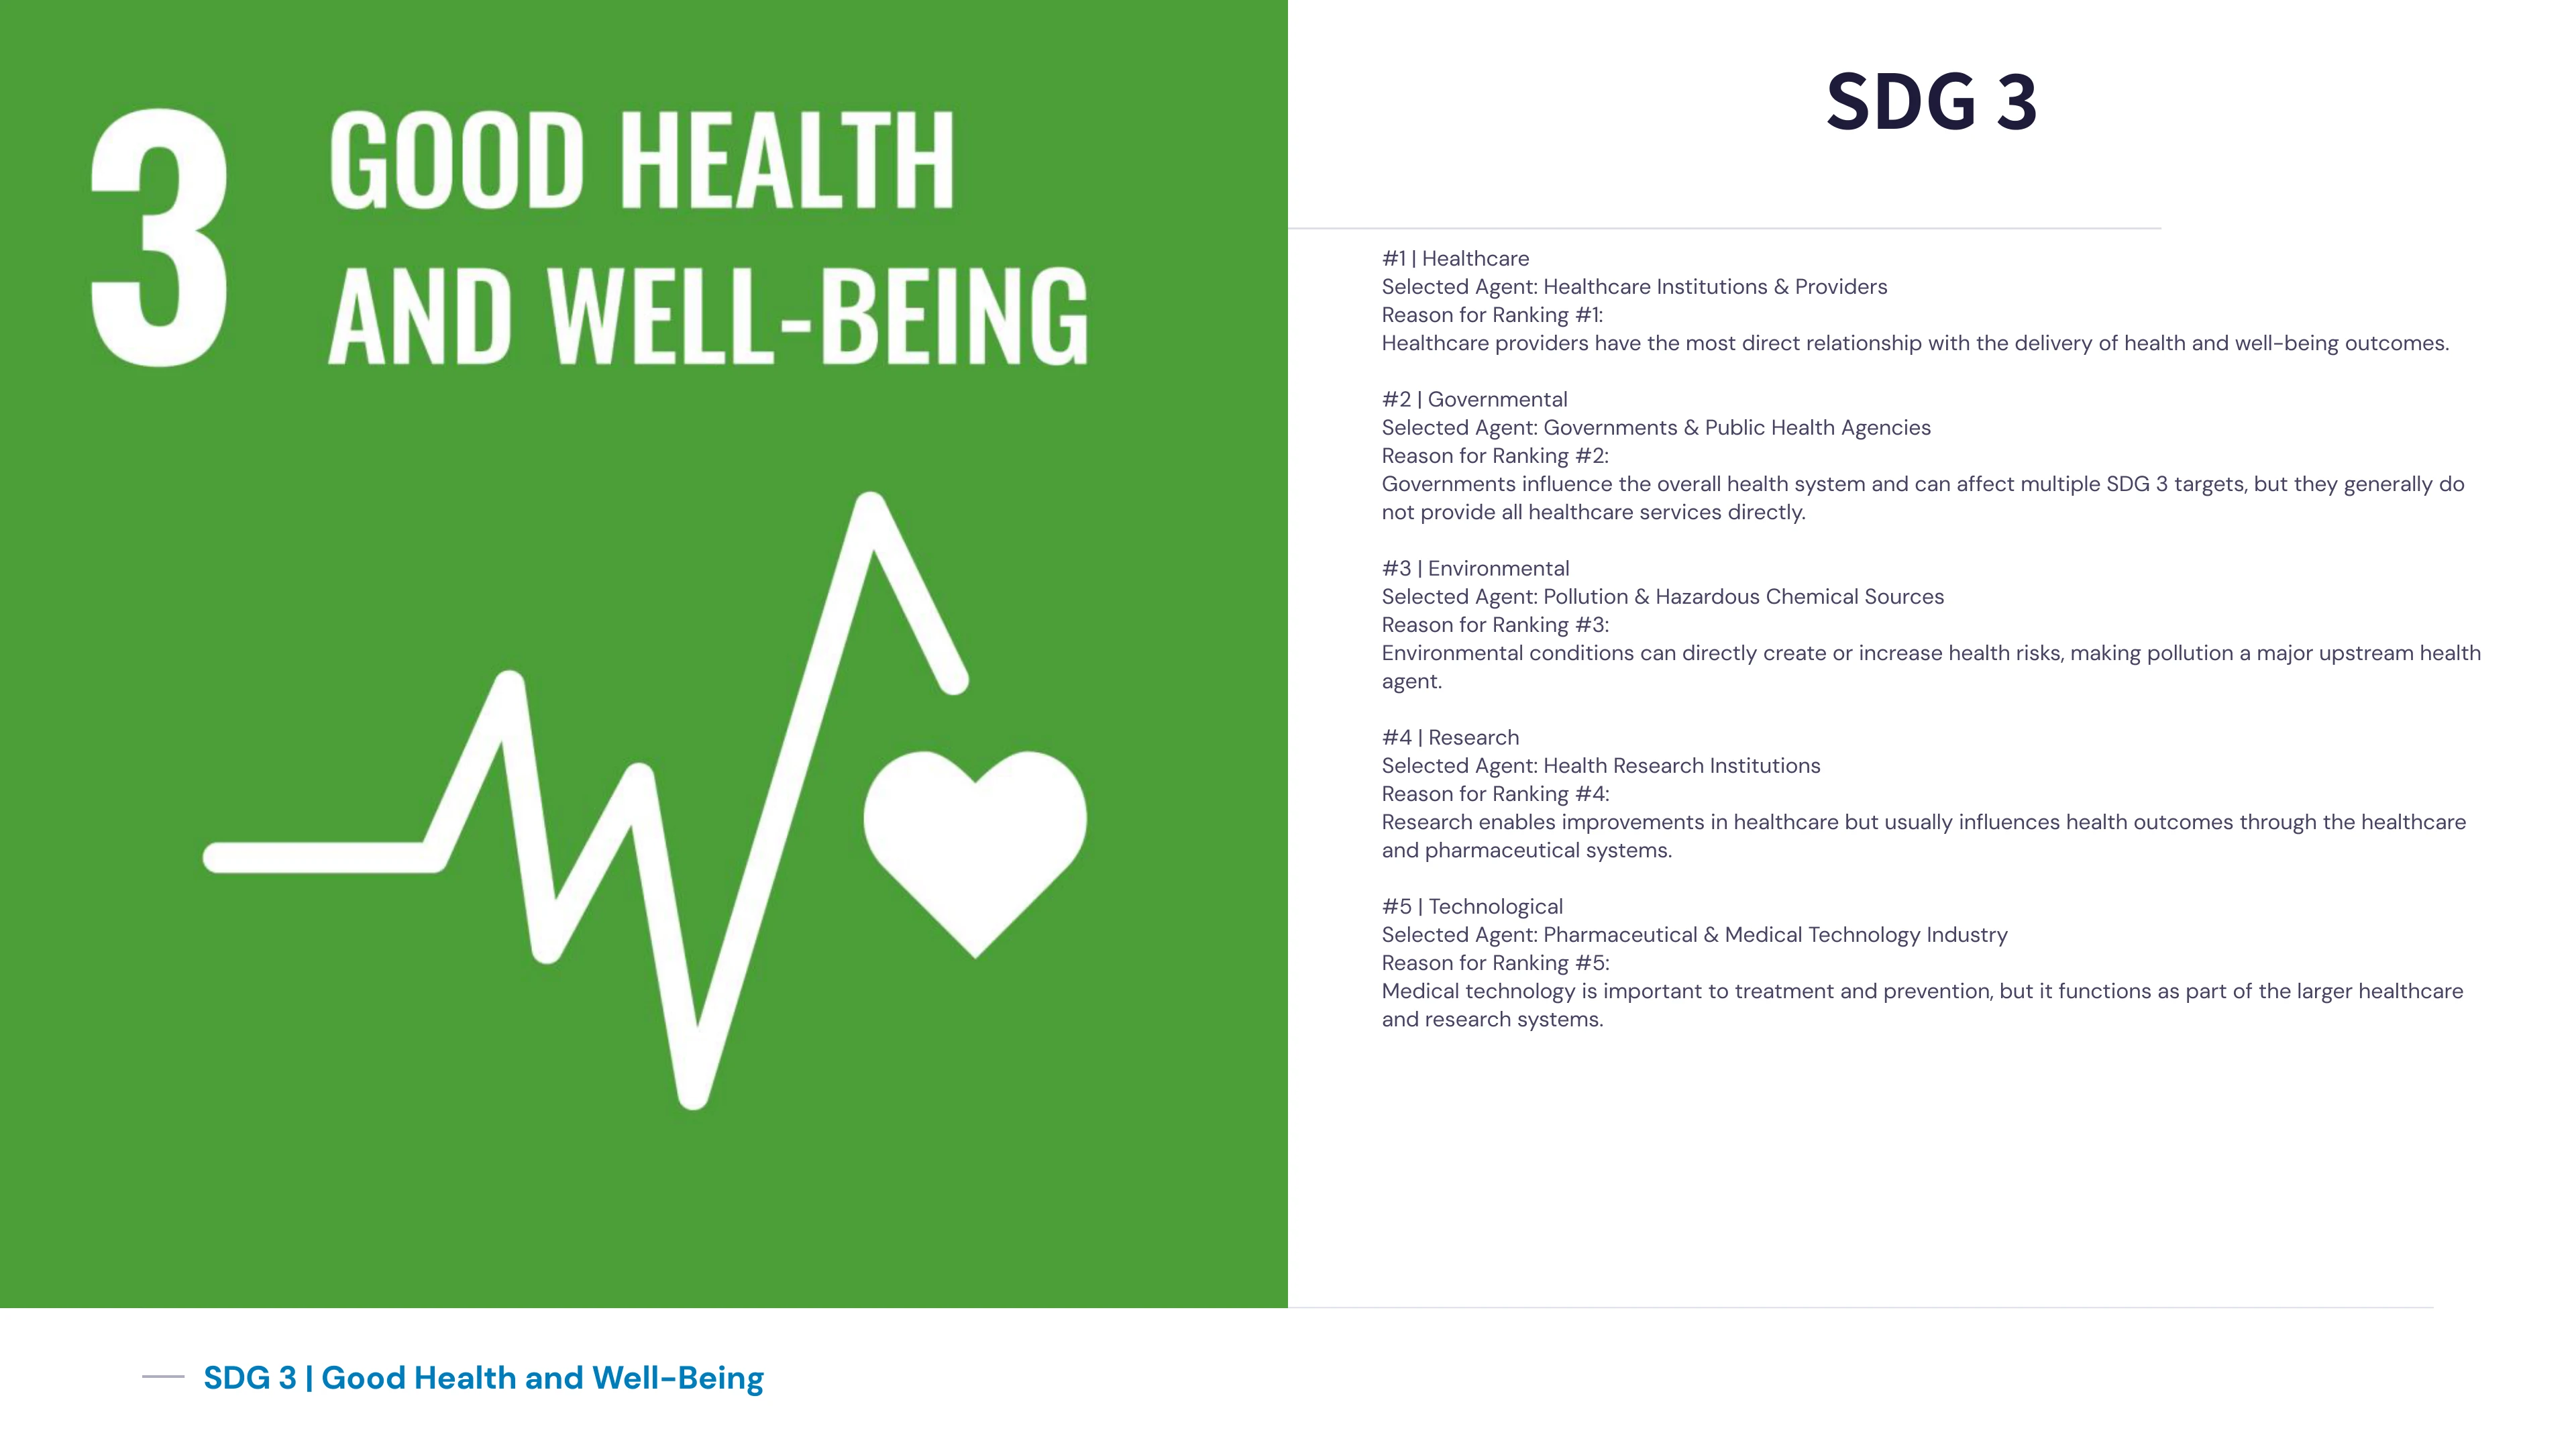 3
GOOD HEALTH
AND WELL-BEING
SDG 3
#1 | Healthcare
Selected Agent: Healthcare Institutions & Providers
Reason for Ranking #1:
Healthcare providers have the most direct relationship with the delivery of health and well-being outcomes.
#2 | Governmental
Selected Agent: Governments & Public Health Agencies
Reason for Ranking #2:
Governments influence the overall health system and can affect multiple SDG 3 targets, but they generally do
not provide all healthcare services directly.
#3 | Environmental
Selected Agent: Pollution & Hazardous Chemical Sources
Reason for Ranking #3:
Environmental conditions can directly create or increase health risks, making pollution a major upstream health
agent.
#4 | Research
Selected Agent: Health Research Institutions
Reason for Ranking #4:
Research enables improvements in healthcare but usually influences health outcomes through the healthcare
and pharmaceutical systems.
#5 | Technological
Selected Agent: Pharmaceutical & Medical Technology Industry
Reason for Ranking #5:
Medical technology is important to treatment and prevention, but it functions as part of the larger healthcare
and research systems.
SDG 3 | Good Health and Well-Being